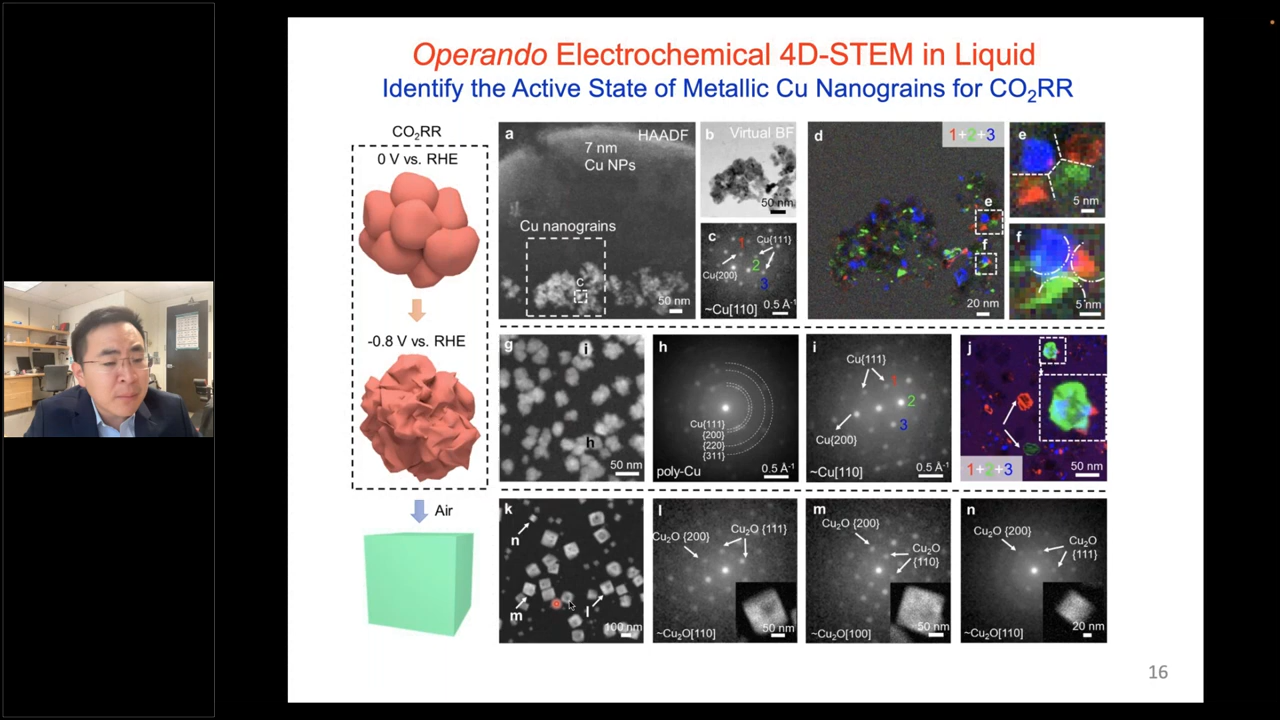 Operando Electrochemical 4D-STEM in Liquid
Identify the Active State of Metallic Cu Nanograins for CO₂RR
CO₂RR
0 V vs. RHE
-0.8 V vs. RHE
Air
a
HAADF
7 nm
Cu NPs
Cu nanograins
c
50 nm
b
Virtual BF
50 nm
c
1
Cu{111}
2
Cu{200}
3
~Cu[110]
0.5 Å⁻¹
d
1+2+3
e
f
20 nm
e
5 nm
f
5 nm
g
i
h
50 nm
h
Cu{111}
{200}
{220}
{311}
poly-Cu
0.5 Å⁻¹
i
Cu{111}
1
2
3
Cu{200}
~Cu[110]
0.5 Å⁻¹
j
1+2+3
50 nm
k
n
m
l
100 nm
l
Cu₂O {111}
Cu₂O {200}
~Cu₂O[110]
50 nm
m
Cu₂O {200}
Cu₂O
{110}
~Cu₂O[100]
50 nm
n
Cu₂O {200}
Cu₂O
{111}
~Cu₂O[110]
20 nm
16